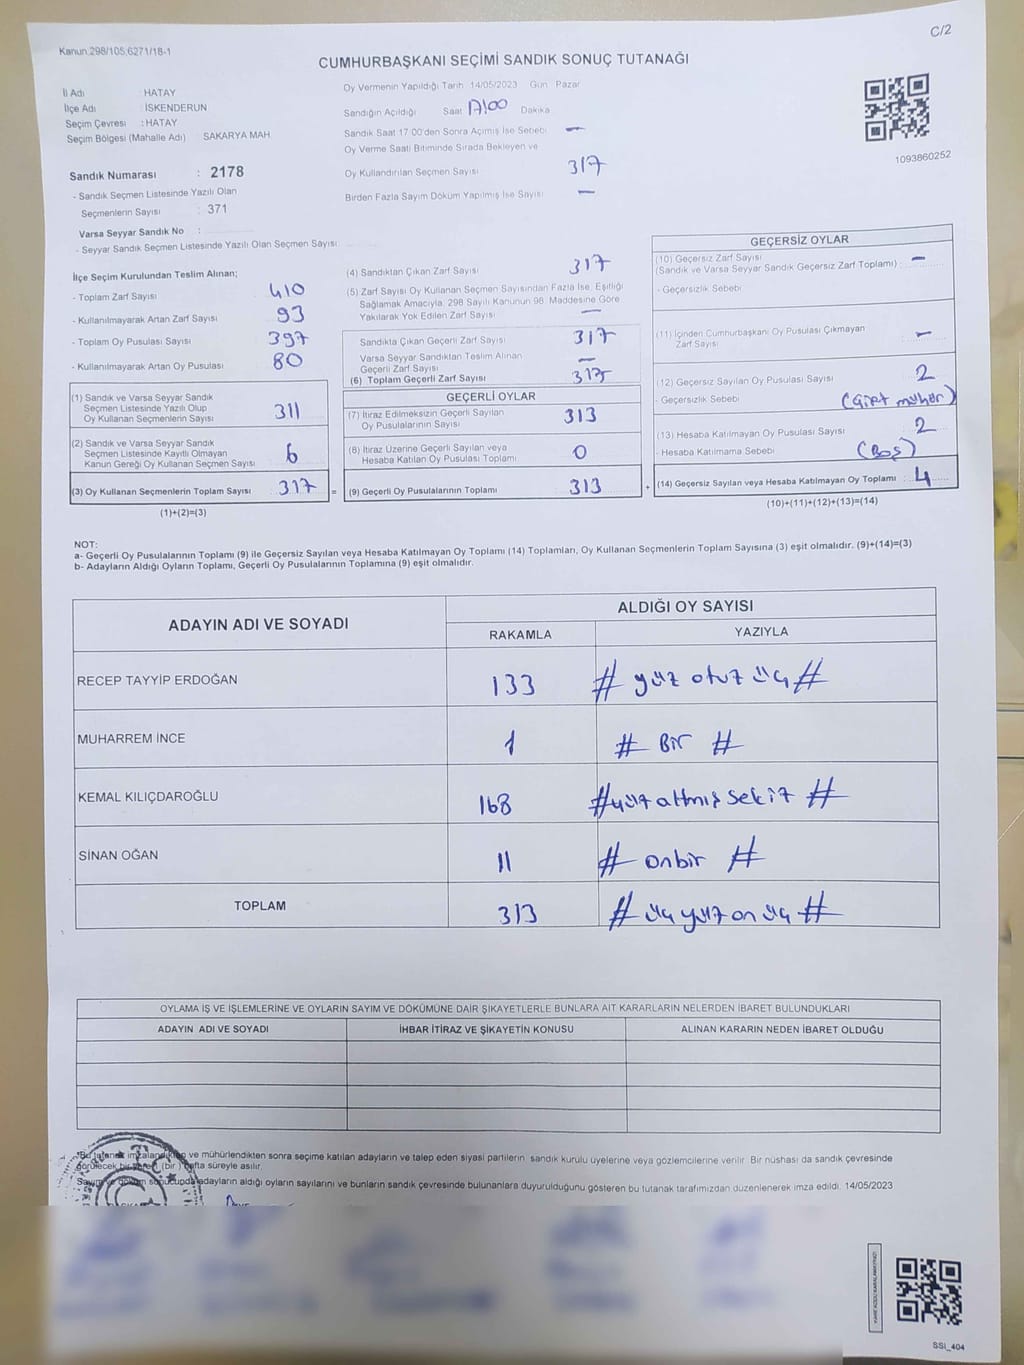 C/2
Kanun.298/105,6271/18-1
CUMHURBAŞKANI SEÇİMİ SANDIK SONUÇ TUTANAĞI
İl Adı : HATAY
İlçe Adı : İSKENDERUN
Seçim Çevresi : HATAY
Seçim Bölgesi (Mahalle Adı) SAKARYA MAH
Sandık Numarası : 2178
- Sandık Seçmen Listesinde Yazılı Olan
Seçmenlerin Sayısı : 371
Varsa Seyyar Sandık No :
- Seyyar Sandık Seçmen Listesinde Yazılı Olan Seçmen Sayısı
Oy Vermenin Yapıldığı Tarih 14/05/2023 Gün Pazar
Sandığın Açıldığı Saat 17:00 Dakika
Sandık Saat 17.00'den Sonra Açımış İse Sebebi —
Oy Verme Saati Bitiminde Sırada Bekleyen ve
Oy Kullandırılan Seçmen Sayısı 317
Birden Fazla Sayım Döküm Yapılmış İse Sayısı —
1093860252
İlçe Seçim Kurulundan Teslim Alınan;
- Toplam Zarf Sayısı 410
- Kullanılmayarak Artan Zarf Sayısı 93
- Toplam Oy Pusulası Sayısı 397
- Kullanılmayarak Artan Oy Pusulası 80
(1) Sandık ve Varsa Seyyar Sandık
Seçmen Listesinde Yazılı Olup
Oy Kullanan Seçmenlerin Sayısı 311
(2) Sandık ve Varsa Seyyar Sandık
Seçmen Listesinde Kayıtlı Olmayan
Kanun Gereği Oy Kullanan Seçmen Sayısı 6
(3) Oy Kullanan Seçmenlerin Toplam Sayısı 317 =
(1)+(2)=(3)
(4) Sandıktan Çıkan Zarf Sayısı 317
(5) Zarf Sayısı Oy Kullanan Seçmen Sayısından Fazla İse, Eşitliği
Sağlamak Amacıyla, 298 Sayılı Kanunun 98. Maddesine Göre
Yakılarak Yok Edilen Zarf Sayısı —
Sandıkta Çıkan Geçerli Zarf Sayısı 317
Varsa Seyyar Sandıktan Teslim Alınan
Geçerli Zarf Sayısı —
(6) Toplam Geçerli Zarf Sayısı 317
GEÇERLİ OYLAR
(7) İtiraz Edilmeksizin Geçerli Sayılan
Oy Pusulalarının Sayısı 313
(8) İtiraz Üzerine Geçerli Sayılan veya
Hesaba Katılan Oy Pusulası Toplamı 0
(9) Geçerli Oy Pusulalarının Toplamı 313 +
GEÇERSİZ OYLAR
(10) Geçersiz Zarf Sayısı
(Sandık ve Varsa Seyyar Sandık Geçersiz Zarf Toplamı) : —
- Geçersizlik Sebebi
(11) İçinden Cumhurbaşkanı Oy Pusulası Çıkmayan
Zarf Sayısı —
(12) Geçersiz Sayılan Oy Pusulası Sayısı 2
- Geçersizlik Sebebi (Çift mühür)
(13) Hesaba Katılmayan Oy Pusulası Sayısı 2
- Hesaba Katılmama Sebebi (Boş)
(14) Geçersiz Sayılan veya Hesaba Katılmayan Oy Toplamı : 4
(10)+(11)+(12)+(13)=(14)
NOT:
a- Geçerli Oy Pusulalarının Toplamı (9) ile Geçersiz Sayılan veya Hesaba Katılmayan Oy Toplamı (14) Toplamları, Oy Kullanan Seçmenlerin Toplam Sayısına (3) eşit olmalıdır. (9)+(14)=(3)
b- Adayların Aldığı Oyların Toplamı, Geçerli Oy Pusulalarının Toplamına (9) eşit olmalıdır.
ADAYIN ADI VE SOYADI ALDIĞI OY SAYISI
RAKAMLA YAZIYLA
RECEP TAYYİP ERDOĞAN 133 # yüz otuz üç #
MUHARREM İNCE 1 # Bir #
KEMAL KILIÇDAROĞLU 168 # yüz altmış sekiz #
SİNAN OĞAN 11 # onbir #
TOPLAM 313 # üç yüz on üç #
OYLAMA İŞ VE İŞLEMLERİNE VE OYLARIN SAYIM VE DÖKÜMÜNE DAİR ŞİKAYETLERLE BUNLARA AİT KARARLARIN NELERDEN İBARET BULUNDUKLARI
ADAYIN ADI VE SOYADI İHBAR İTİRAZ VE ŞİKAYETİN KONUSU ALINAN KARARIN NEDEN İBARET OLDUĞU
*Bu tutanak imzalandıktan ve mühürlendikten sonra seçime katılan adayların ve talep eden siyasi partilerin sandık kurulu üyelerine veya gözlemcilerine verilir. Bir nüshası da sandık çevresinde
görülecek bir yere 1 (bir) hafta süreyle asılır.
Sayım ve döküm sonucunda adayların aldığı oyların sayılarını ve bunların sandık çevresinde bulunanlara duyurulduğunu gösteren bu tutanak tarafımızdan düzenlenerek imza edildi. 14/05/2023
SSİ_404